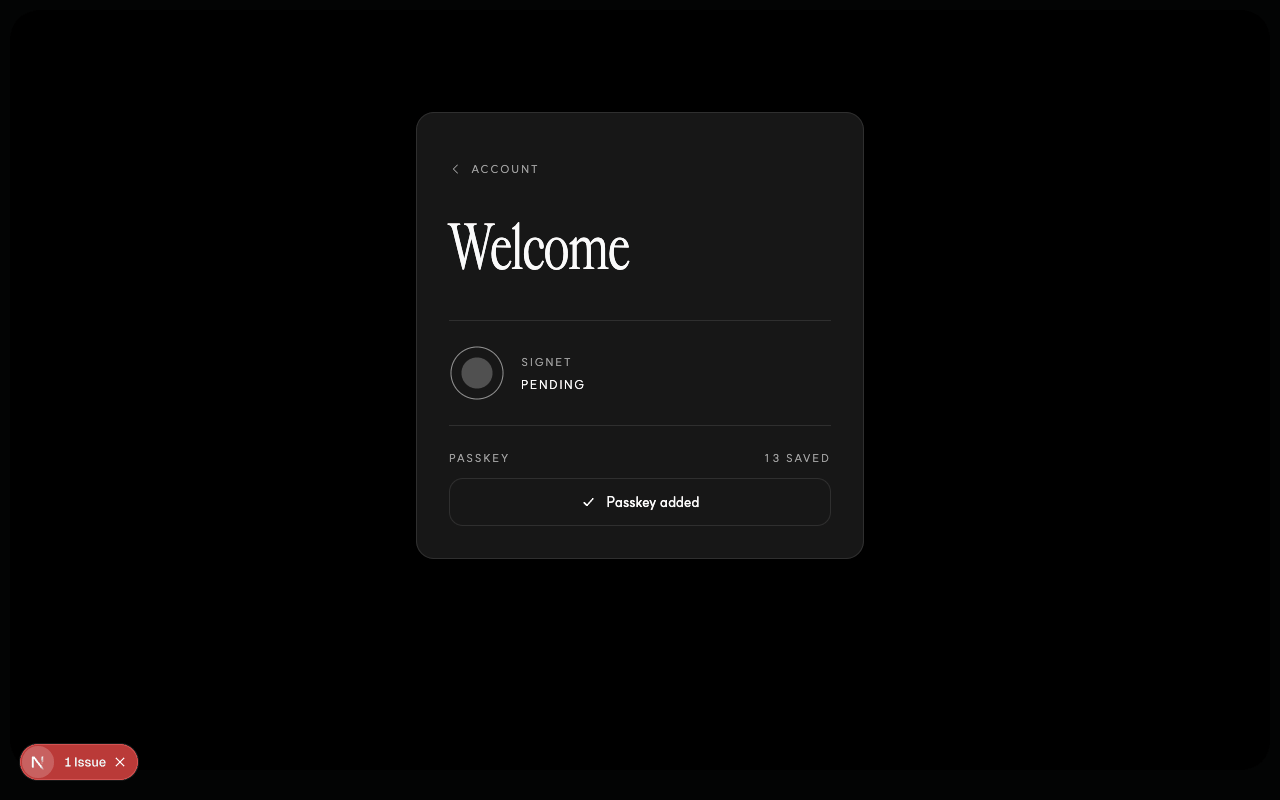 ACCOUNT
Welcome
SIGNET
PENDING
PASSKEY 13 SAVED
Passkey added
N 1 Issue